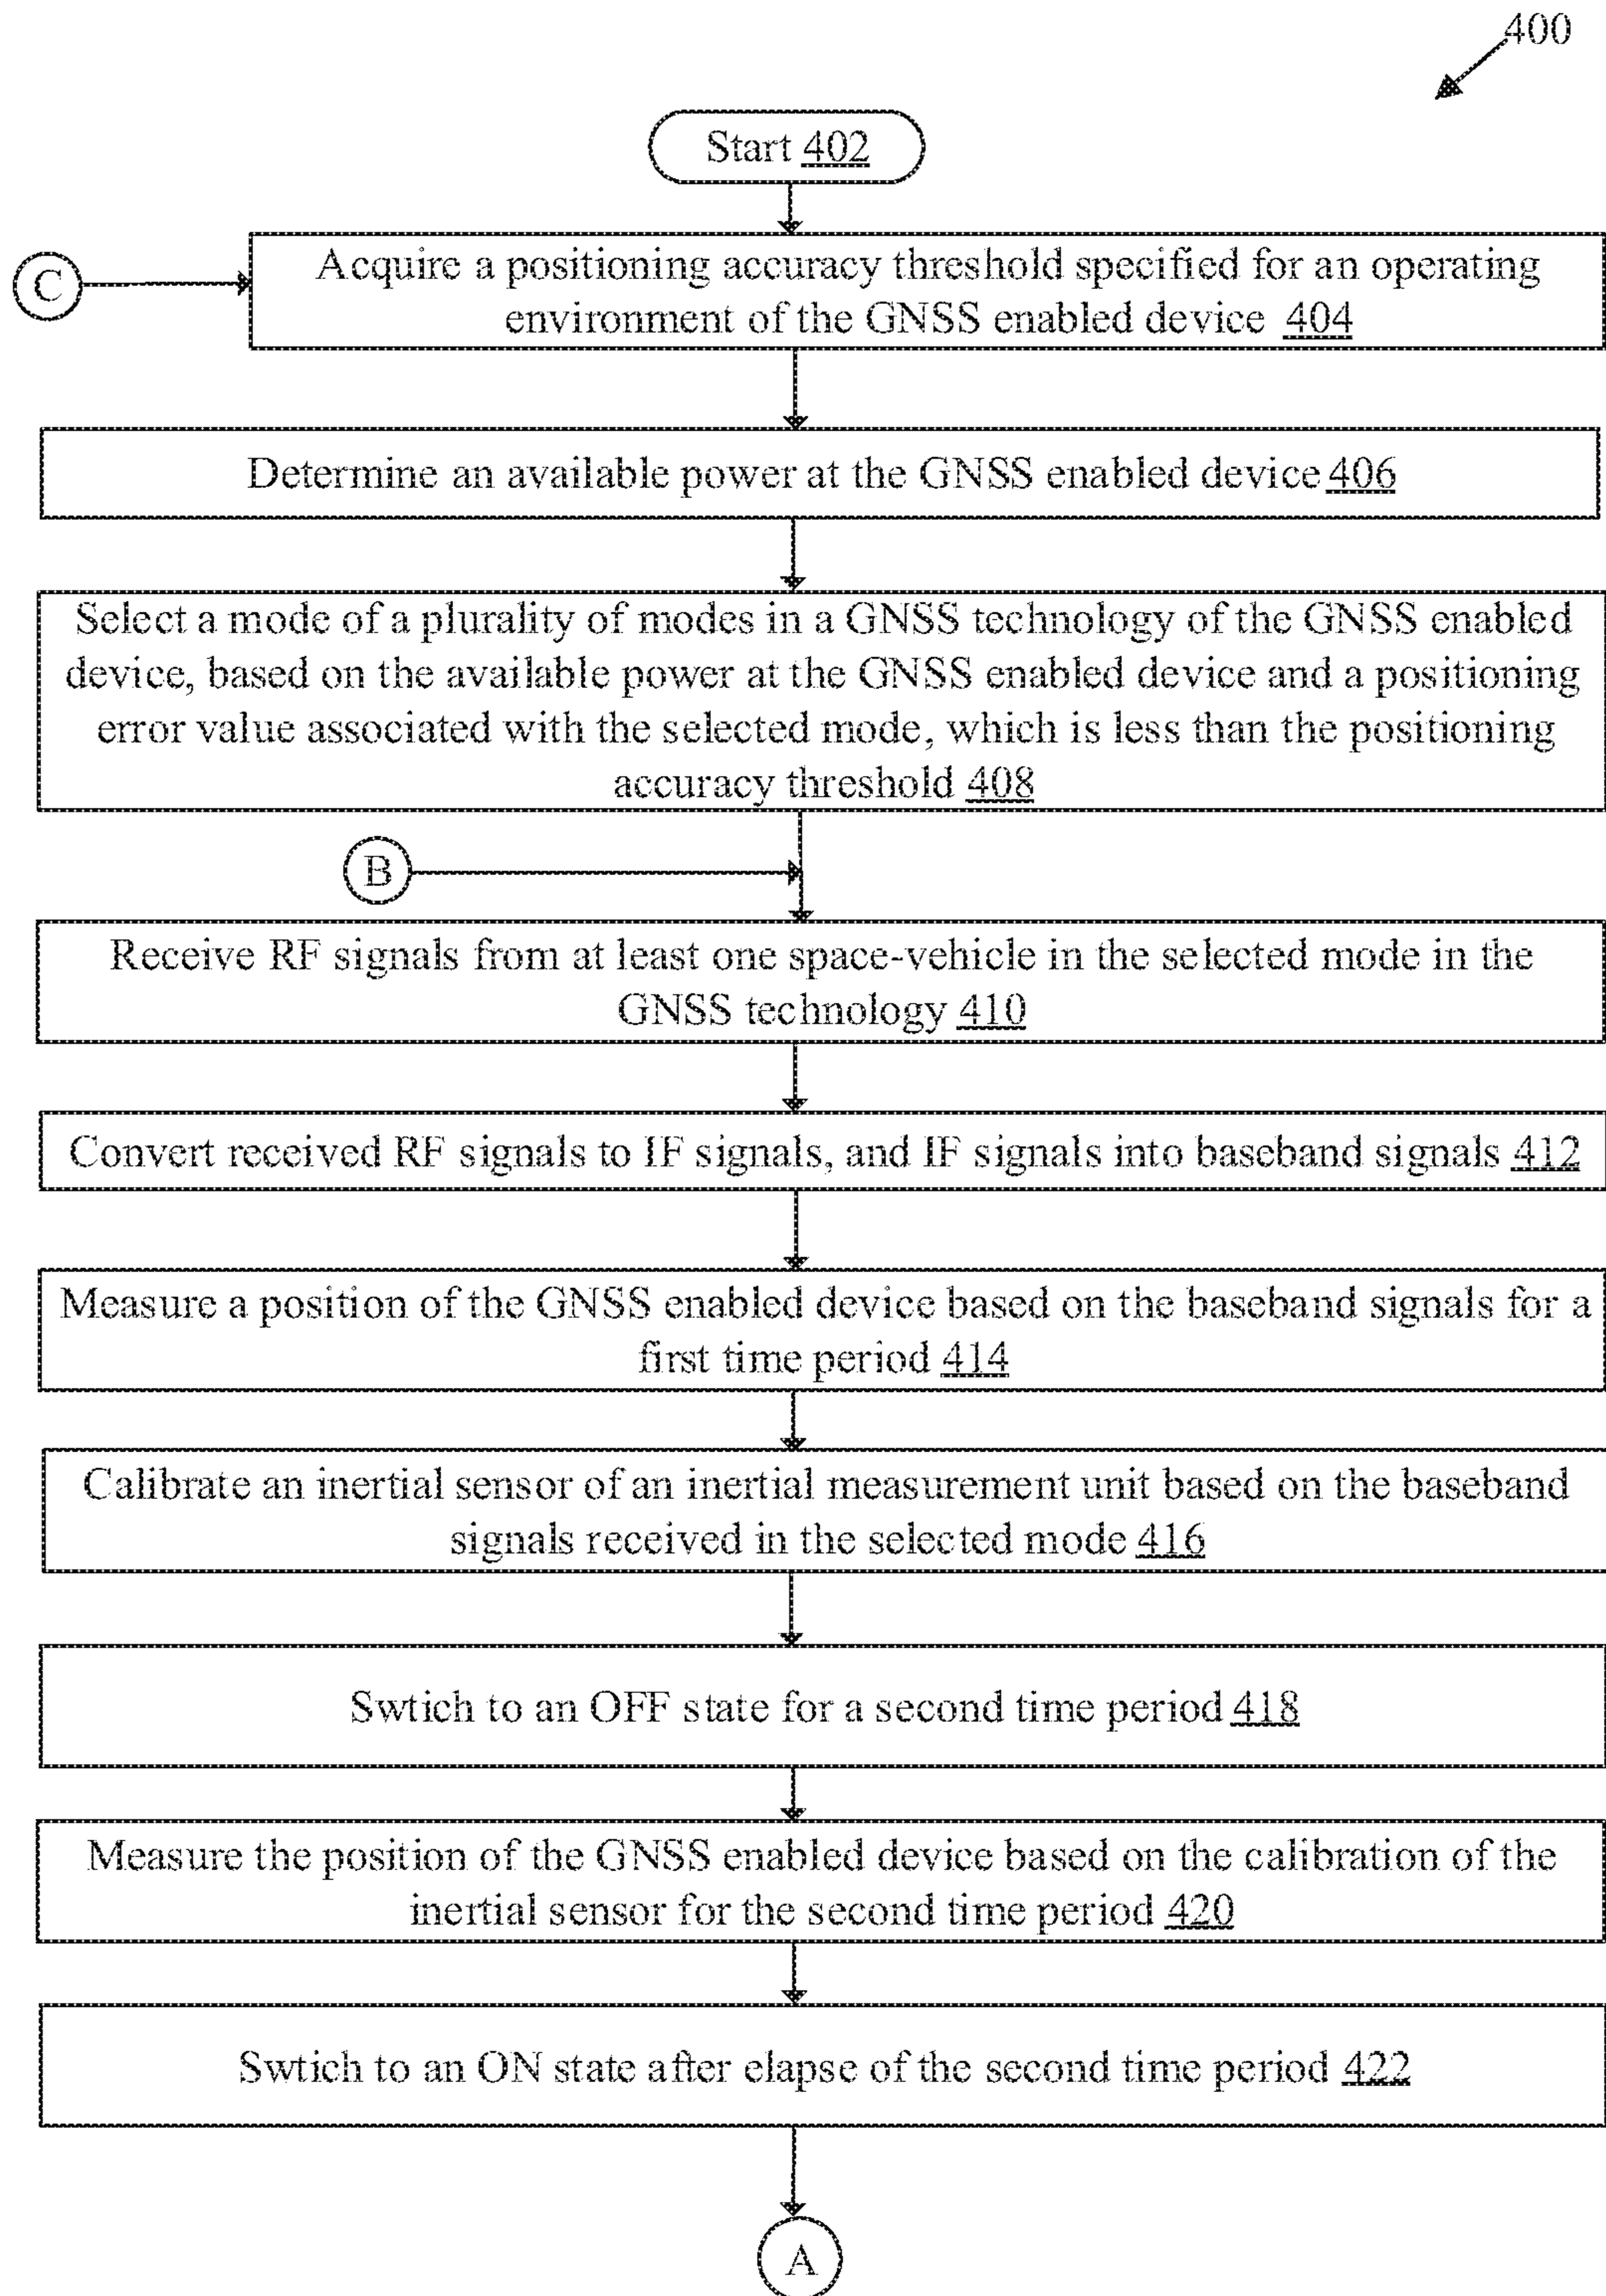 400
Start 402
C
Acquire a positioning accuracy threshold specified for an operating
environment of the GNSS enabled device 404
Determine an available power at the GNSS enabled device 406
Select a mode of a plurality of modes in a GNSS technology of the GNSS enabled
device, based on the available power at the GNSS enabled device and a positioning
error value associated with the selected mode, which is less than the positioning
accuracy threshold 408
B
Receive RF signals from at least one space-vehicle in the selected mode in the
GNSS technology 410
Convert received RF signals to IF signals, and IF signals into baseband signals 412
Measure a position of the GNSS enabled device based on the baseband signals for a
first time period 414
Calibrate an inertial sensor of an inertial measurement unit based on the baseband
signals received in the selected mode 416
Swtich to an OFF state for a second time period 418
Measure the position of the GNSS enabled device based on the calibration of the
inertial sensor for the second time period 420
Swtich to an ON state after elapse of the second time period 422
A